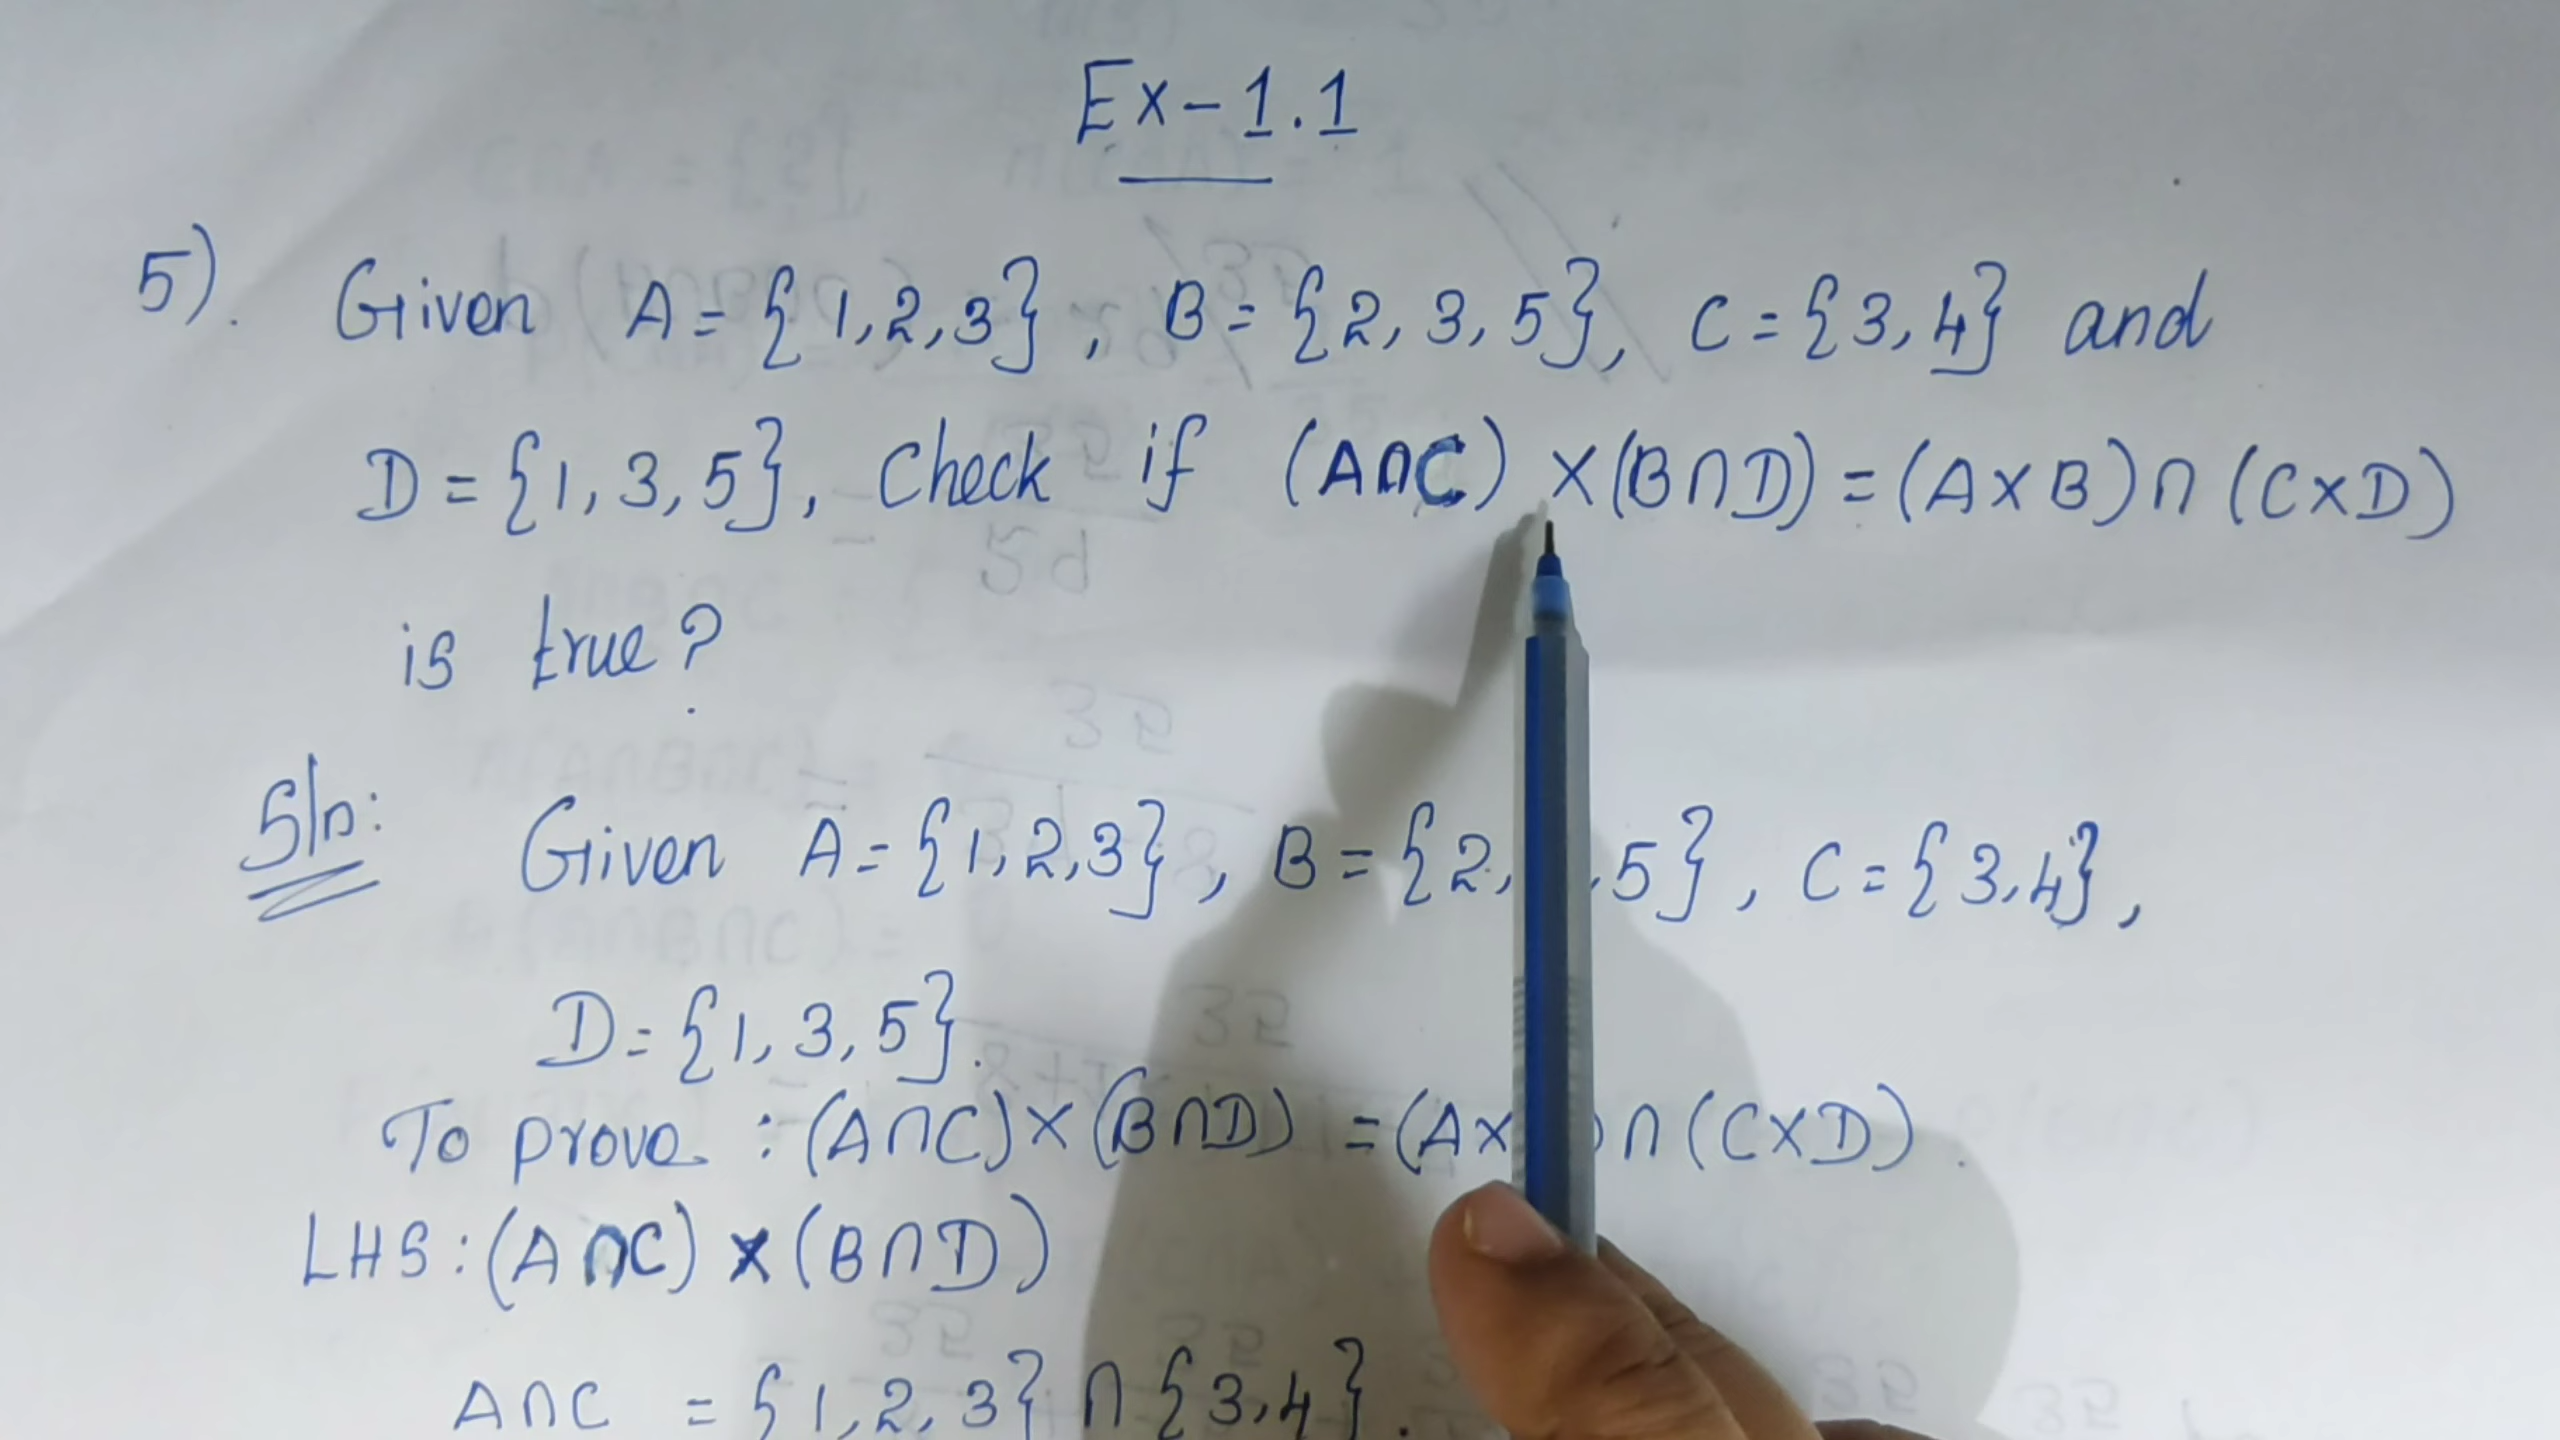 Ex-1.1
5). Given A = {1,2,3}, B = {2, 3, 5}, C = {3, 4} and
D = {1, 3, 5}, Check if (A∩C) ×(B∩D) = (A×B)∩(C×D)
is true?
Sln: Given A = {1,2,3}, B = {2, ,5}, C = {3,4},
D = {1, 3, 5}.
To prove : (A∩C)×(B∩D) = (A× )∩(C×D).
LHS : (A∩C) × (B∩D)
A∩C = {1,2,3} ∩ {3,4}.